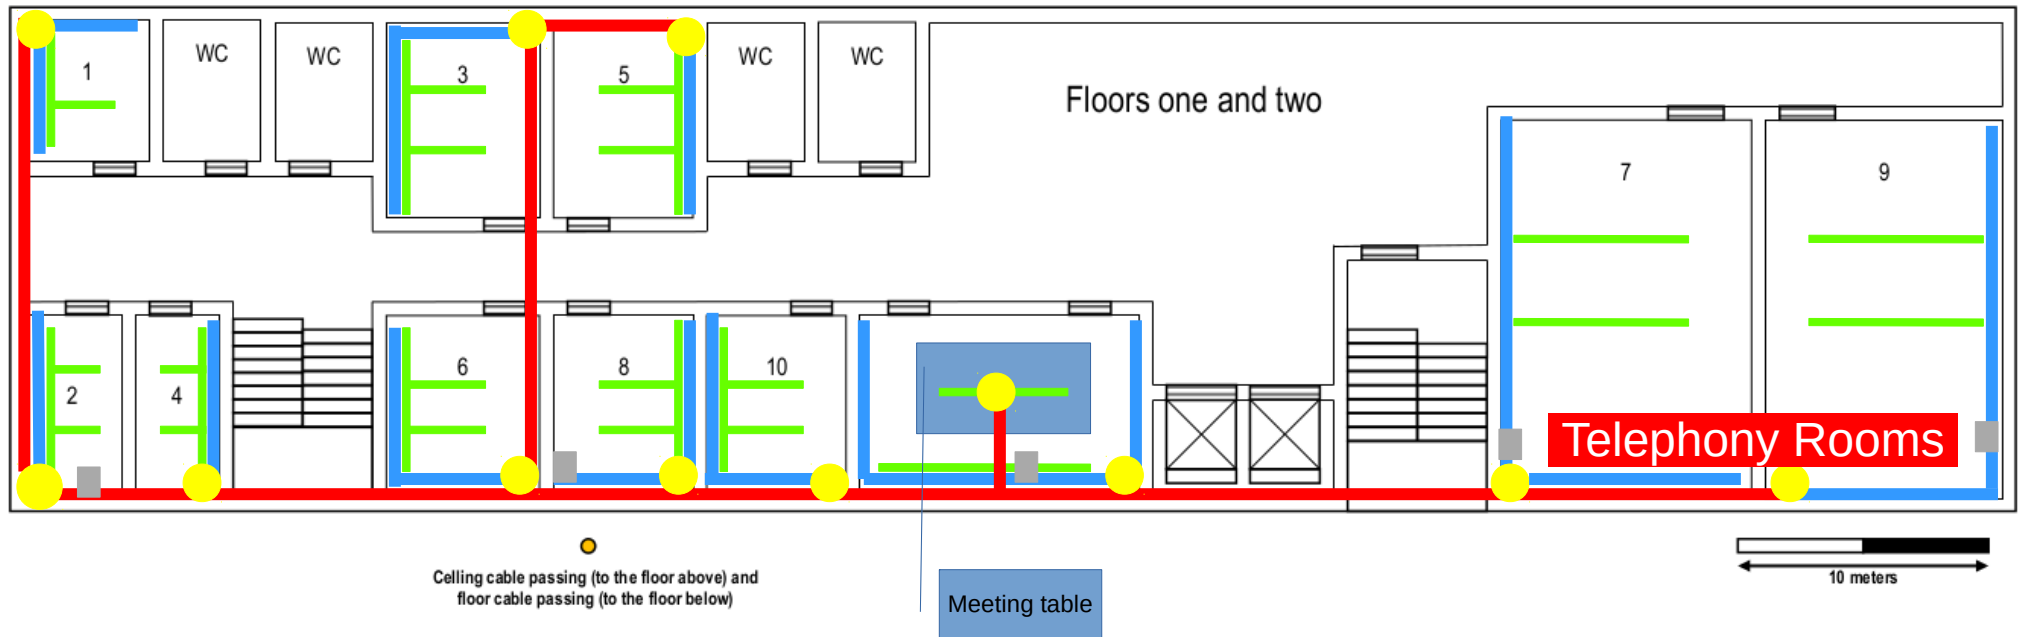 1
WC
WC
3
5
WC
WC
Floors one and two
7
9
2
4
6
8
10
Telephony Rooms
Celling cable passing (to the floor above) and
floor cable passing (to the floor below)
10 meters
Meeting table